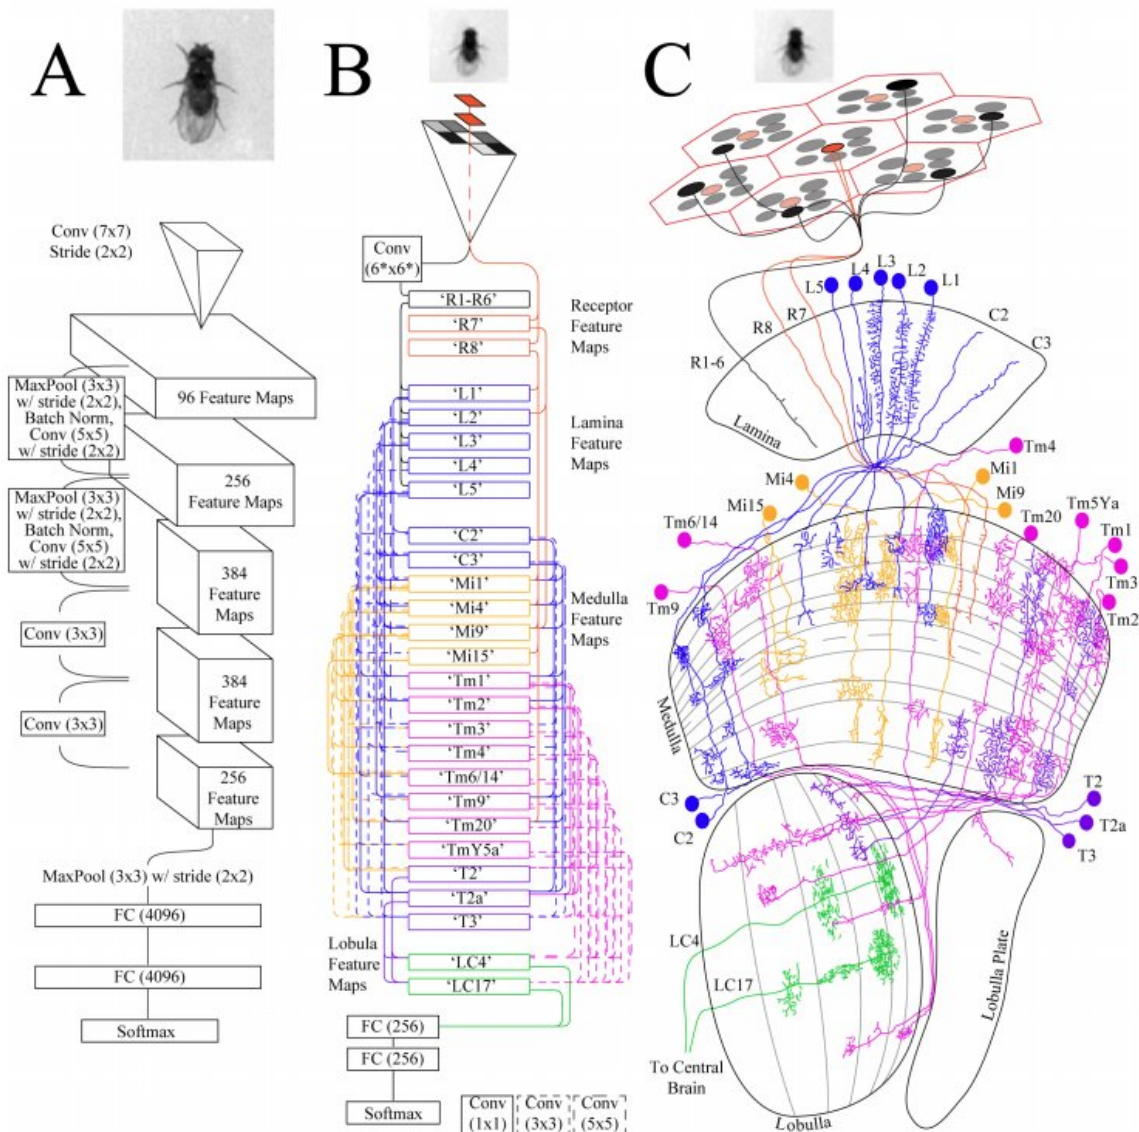 A
B
C
Conv (7x7)
Stride (2x2)
MaxPool (3x3)
w/ stride (2x2),
Batch Norm,
Conv (5x5)
w/ stride (2x2)
96 Feature Maps
256
Feature Maps
MaxPool (3x3)
w/ stride (2x2),
Batch Norm,
Conv (5x5)
w/ stride (2x2)
384
Feature
Maps
Conv (3x3)
384
Feature
Maps
Conv (3x3)
256
Feature
Maps
MaxPool (3x3) w/ stride (2x2)
FC (4096)
FC (4096)
Softmax
Conv
(6*x6*)
'R1-R6'
'R7'
'R8'
Receptor
Feature
Maps
'L1'
'L2'
'L3'
'L4'
'L5'
Lamina
Feature
Maps
'C2'
'C3'
'Mi1'
'Mi4'
'Mi9'
'Mi15'
'Tm1'
'Tm2'
'Tm3'
'Tm4'
'Tm6/14'
'Tm9'
'Tm20'
'TmY5a'
'T2'
'T2a'
'T3'
Medulla
Feature
Maps
Lobula
Feature
Maps
'LC4'
'LC17'
FC (256)
FC (256)
Softmax
Conv
(1x1)
Conv
(3x3)
Conv
(5x5)
L5
L4
L3
L2
L1
C2
C3
R8
R7
R1-6
Lamina
Tm4
Mi4
Mi1
Mi15
Mi9
Tm5Ya
Tm6/14
Tm20
Tm1
Tm3
Tm9
Tm2
Medulla
C3
C2
T2
T2a
T3
LC4
LC17
Lobulla Plate
To Central
Brain
Lobulla